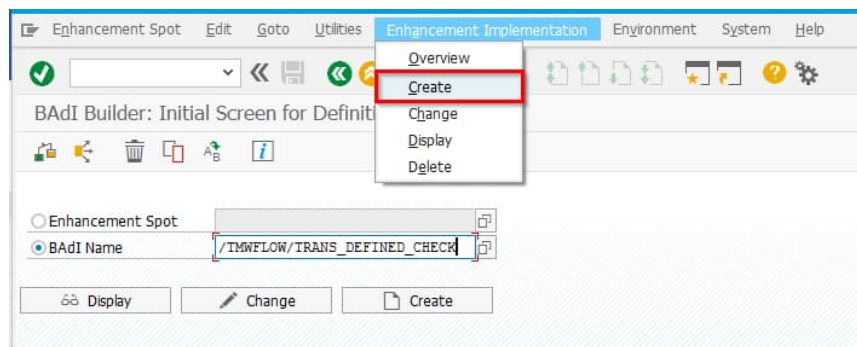 Enhancement Spot Edit Goto Utilities Enhancement Implementation Environment System Help
Overview
Create
Change
Display
Delete
BAdI Builder: Initial Screen for Definiti
Enhancement Spot
BAdI Name /TMWFLOW/TRANS_DEFINED_CHECK
Display Change Create